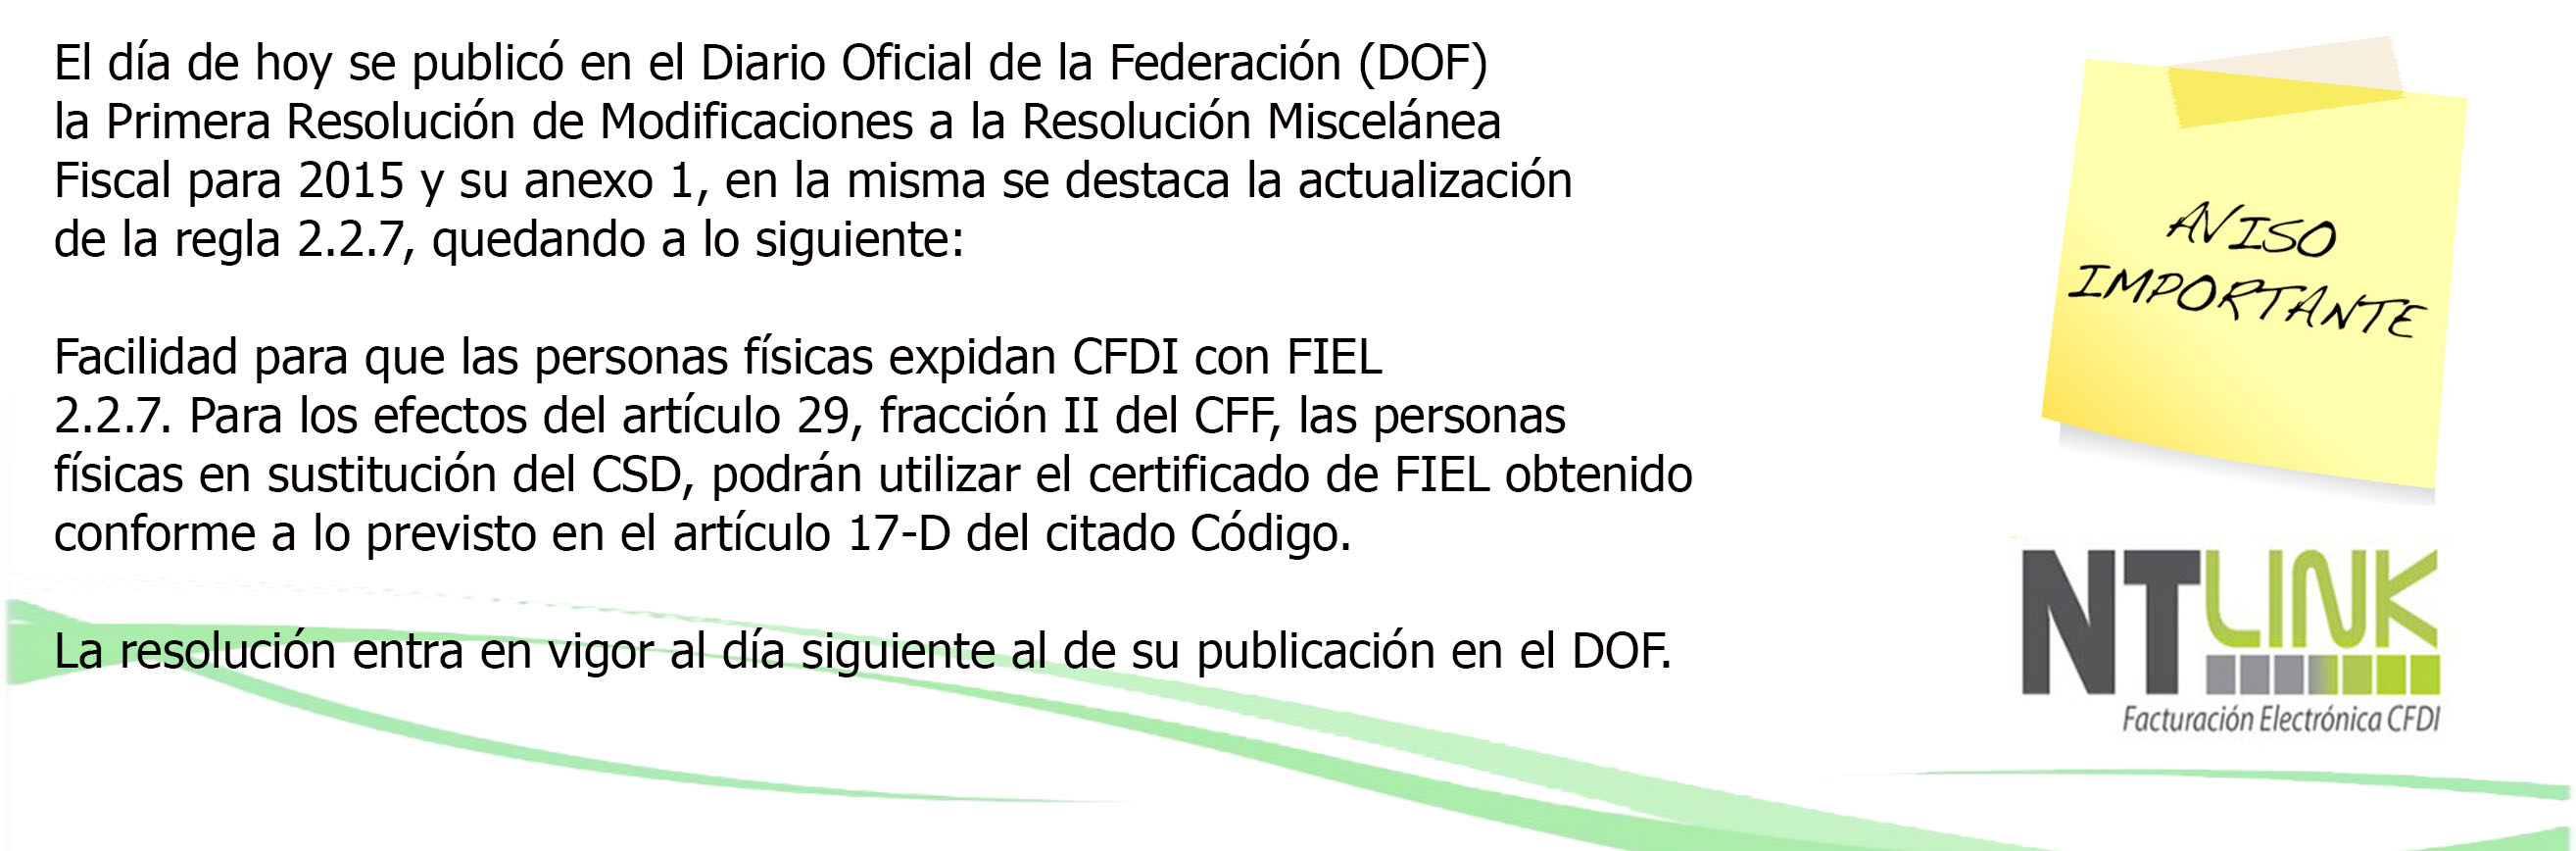 El día de hoy se publicó en el Diario Oficial de la Federación (DOF)
la Primera Resolución de Modificaciones a la Resolución Miscelánea
Fiscal para 2015 y su anexo 1, en la misma se destaca la actualización
de la regla 2.2.7, quedando a lo siguiente:
Facilidad para que las personas físicas expidan CFDI con FIEL
2.2.7. Para los efectos del artículo 29, fracción II del CFF, las personas
físicas en sustitución del CSD, podrán utilizar el certificado de FIEL obtenido
conforme a lo previsto en el artículo 17-D del citado Código.
La resolución entra en vigor al día siguiente al de su publicación en el DOF.
AVISO
IMPORTANTE
NTLINK
Facturación Electrónica CFDI